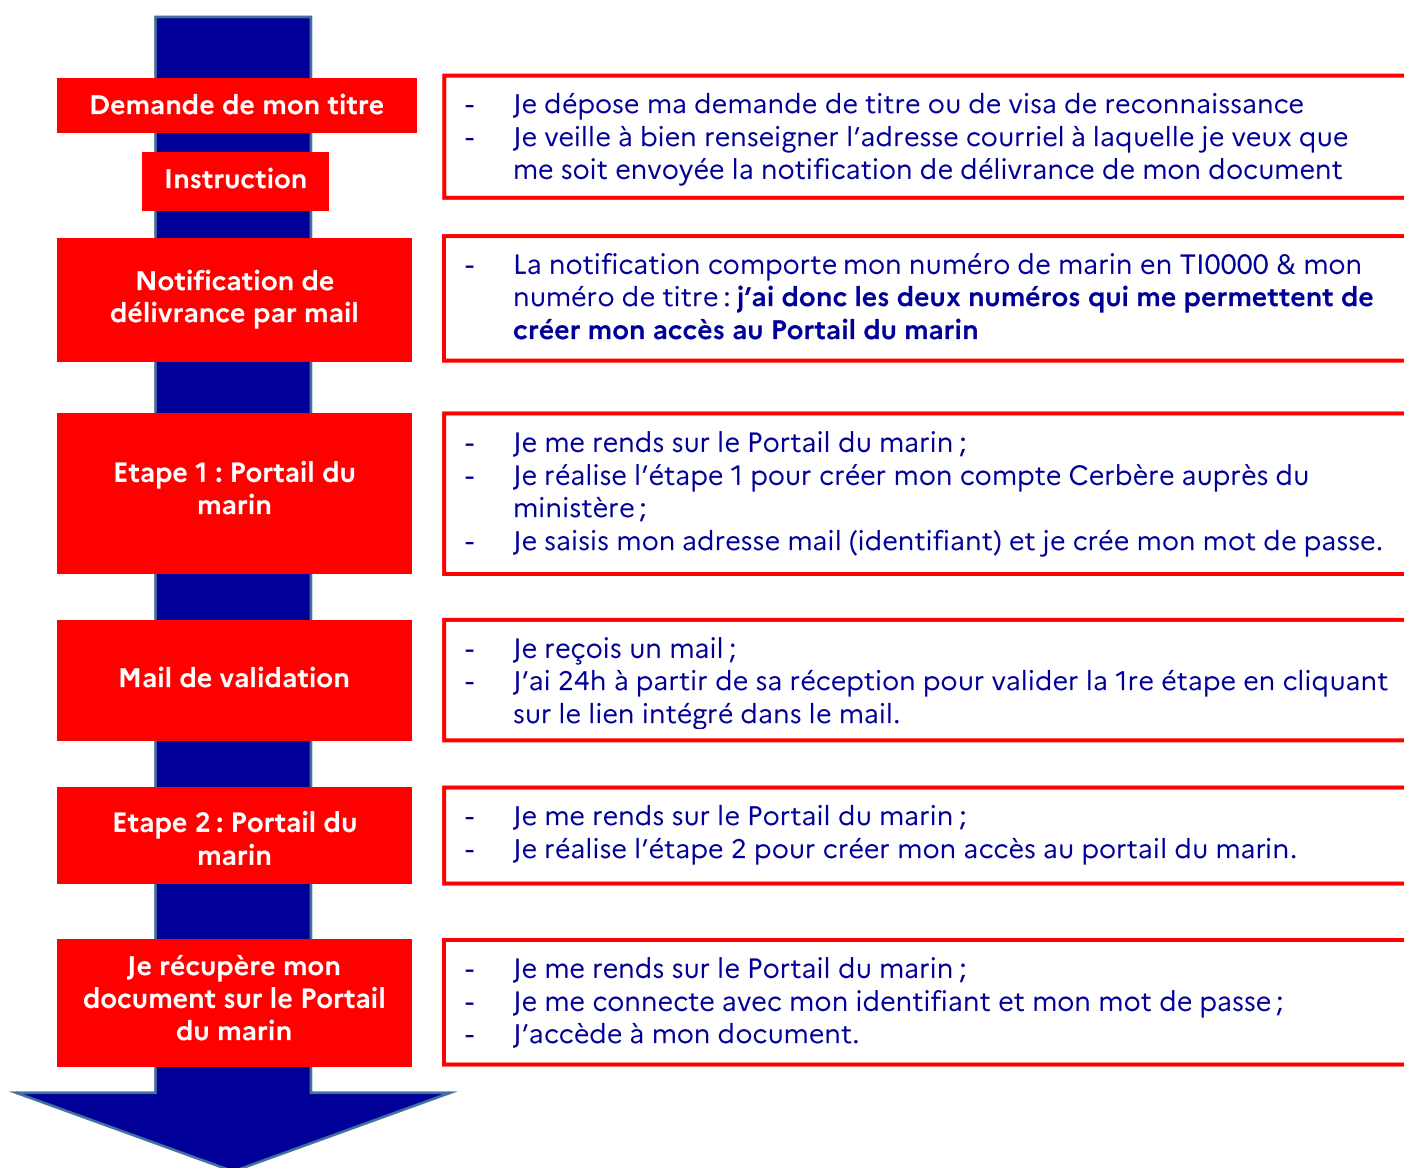 Demande de mon titre
- Je dépose ma demande de titre ou de visa de reconnaissance
- Je veille à bien renseigner l'adresse courriel à laquelle je veux que
me soit envoyée la notification de délivrance de mon document
Instruction
Notification de
délivrance par mail
- La notification comporte mon numéro de marin en TI0000 & mon
numéro de titre : j'ai donc les deux numéros qui me permettent de
créer mon accès au Portail du marin
Etape 1 : Portail du
marin
- Je me rends sur le Portail du marin ;
- Je réalise l'étape 1 pour créer mon compte Cerbère auprès du
ministère ;
- Je saisis mon adresse mail (identifiant) et je crée mon mot de passe.
Mail de validation
- Je reçois un mail ;
- J'ai 24h à partir de sa réception pour valider la 1re étape en cliquant
sur le lien intégré dans le mail.
Etape 2 : Portail du
marin
- Je me rends sur le Portail du marin ;
- Je réalise l'étape 2 pour créer mon accès au portail du marin.
Je récupère mon
document sur le Portail
du marin
- Je me rends sur le Portail du marin ;
- Je me connecte avec mon identifiant et mon mot de passe ;
- J'accède à mon document.